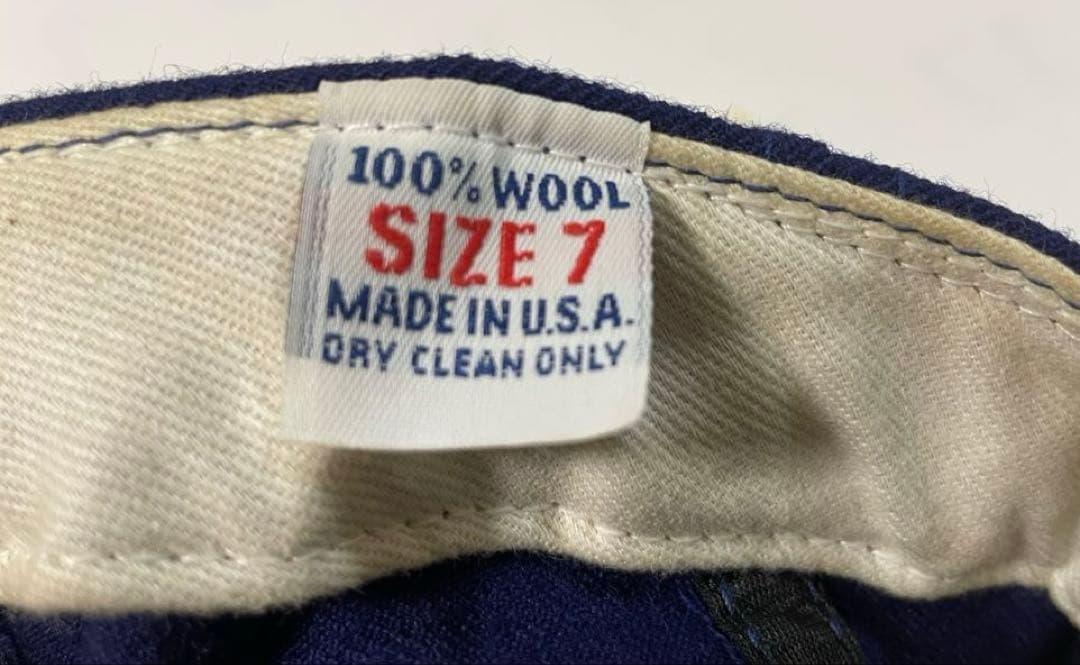 100% WOOL
SIZE 7
MADE IN U.S.A.
DRY CLEAN ONLY